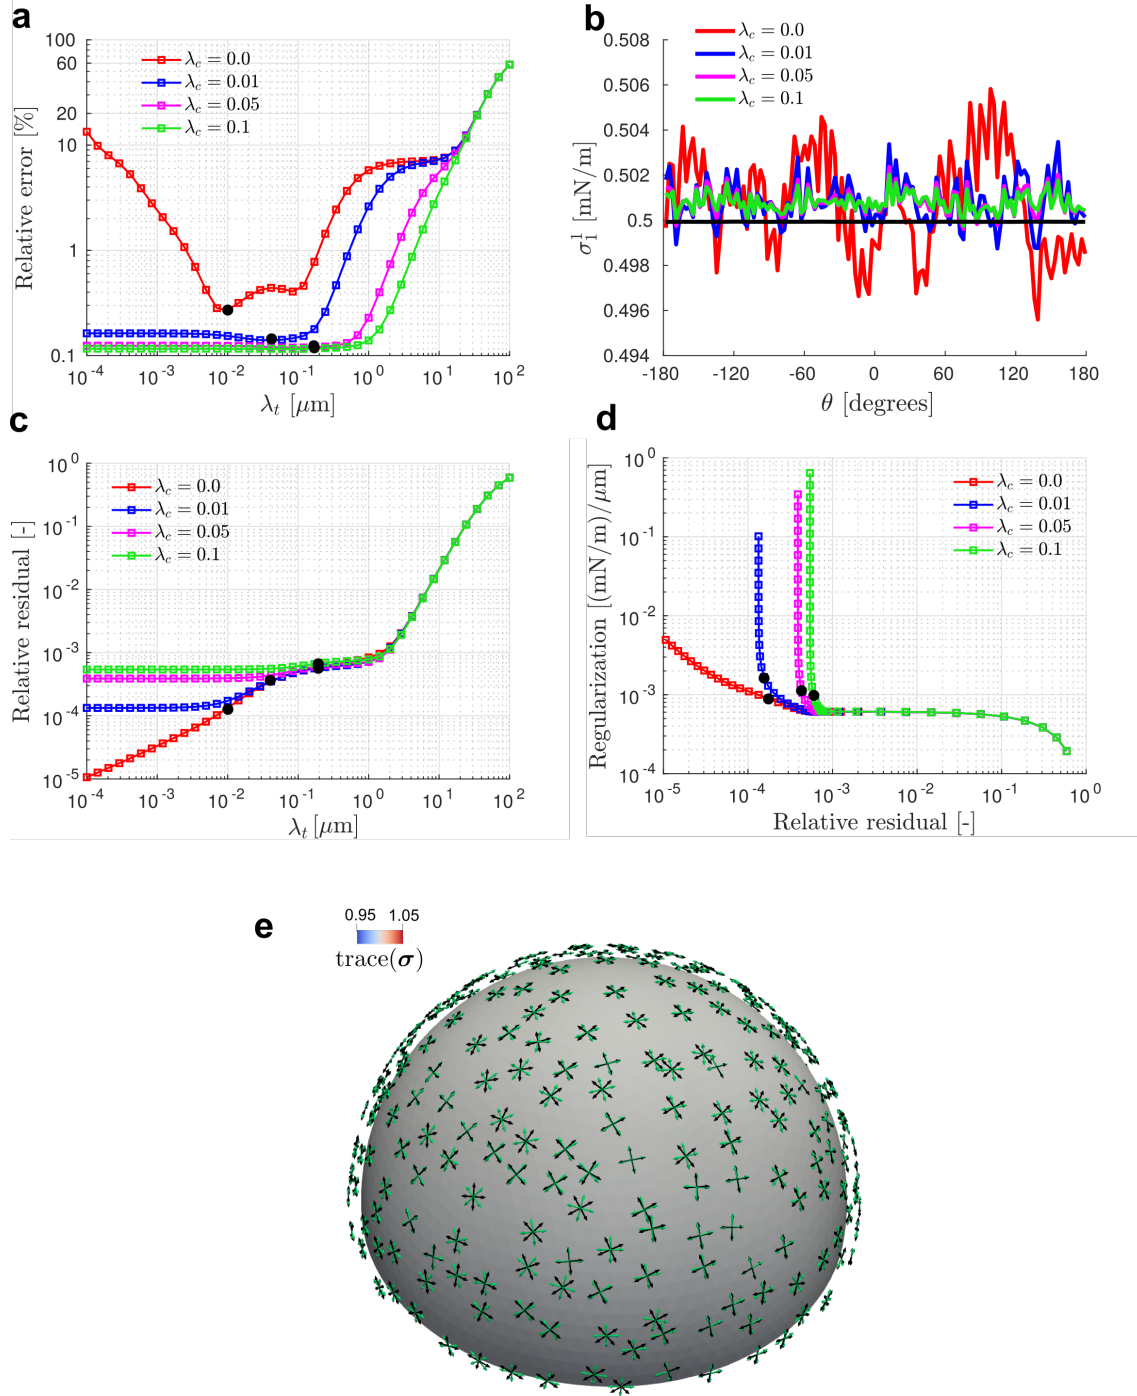 a
100
60
20
10
1
0.1
Relative error [%]
λc = 0.0
λc = 0.01
λc = 0.05
λc = 0.1
10⁻⁴ 10⁻³ 10⁻² 10⁻¹ 10⁰ 10¹ 10²
λt [μm]
b
0.508
0.506
0.504
0.502
0.5
0.498
0.496
0.494
σ¹₁ [mN/m]
λc = 0.0
λc = 0.01
λc = 0.05
λc = 0.1
-180 -120 -60 0 60 120 180
θ [degrees]
c
10⁰
10⁻¹
10⁻²
10⁻³
10⁻⁴
10⁻⁵
Relative residual [-]
λc = 0.0
λc = 0.01
λc = 0.05
λc = 0.1
10⁻⁴ 10⁻³ 10⁻² 10⁻¹ 10⁰ 10¹ 10²
λt [μm]
d
10⁰
10⁻¹
10⁻²
10⁻³
10⁻⁴
Regularization [(mN/m)/μm]
λc = 0.0
λc = 0.01
λc = 0.05
λc = 0.1
10⁻⁵ 10⁻⁴ 10⁻³ 10⁻² 10⁻¹ 10⁰
Relative residual [-]
e
0.95 1.05
trace(σ)